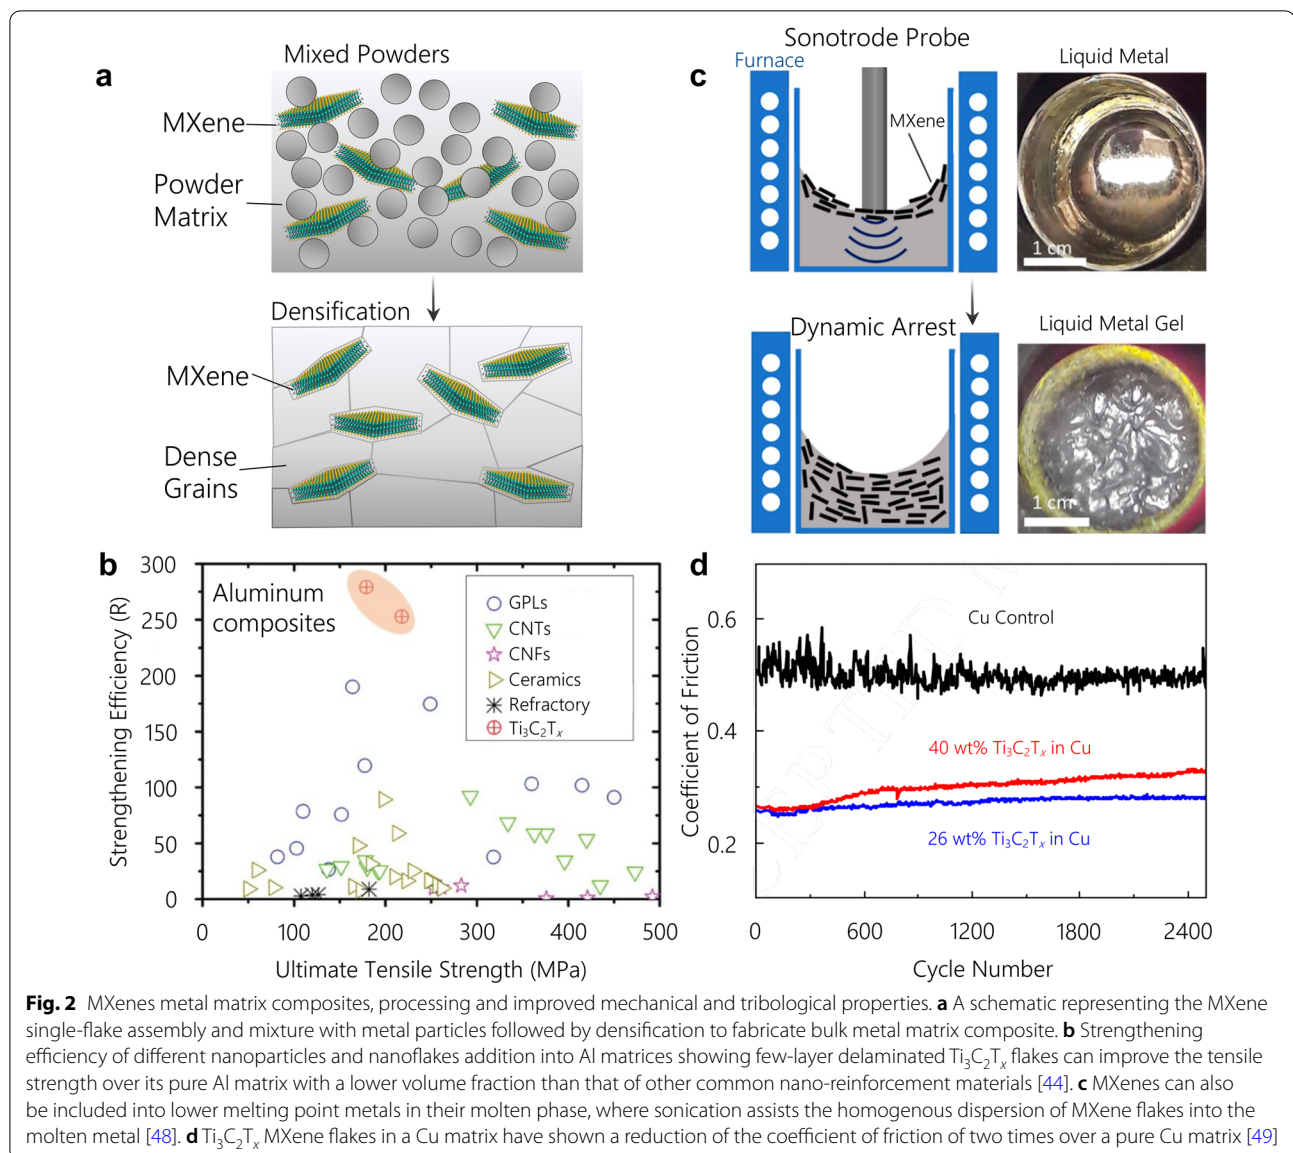 a
Mixed Powders
MXene
Powder
Matrix
Densification
MXene
Dense
Grains
c
Sonotrode Probe
Furnace
MXene
Liquid Metal
1 cm
Dynamic Arrest
Liquid Metal Gel
1 cm
b
Aluminum
composites
GPLs
CNTs
CNFs
Ceramics
Refractory
Ti₃C₂Tₓ
Strengthening Efficiency (R)
300
250
200
150
100
50
0
0 100 200 300 400 500
Ultimate Tensile Strength (MPa)
d
Cu Control
40 wt% Ti₃C₂Tₓ in Cu
26 wt% Ti₃C₂Tₓ in Cu
Coefficient of Friction
0.6
0.4
0.2
0 600 1200 1800 2400
Cycle Number
Fig. 2 MXenes metal matrix composites, processing and improved mechanical and tribological properties. a A schematic representing the MXene
single-flake assembly and mixture with metal particles followed by densification to fabricate bulk metal matrix composite. b Strengthening
efficiency of different nanoparticles and nanoflakes addition into Al matrices showing few-layer delaminated Ti₃C₂Tₓ flakes can improve the tensile
strength over its pure Al matrix with a lower volume fraction than that of other common nano-reinforcement materials [44]. c MXenes can also
be included into lower melting point metals in their molten phase, where sonication assists the homogenous dispersion of MXene flakes into the
molten metal [48]. d Ti₃C₂Tₓ MXene flakes in a Cu matrix have shown a reduction of the coefficient of friction of two times over a pure Cu matrix [49]